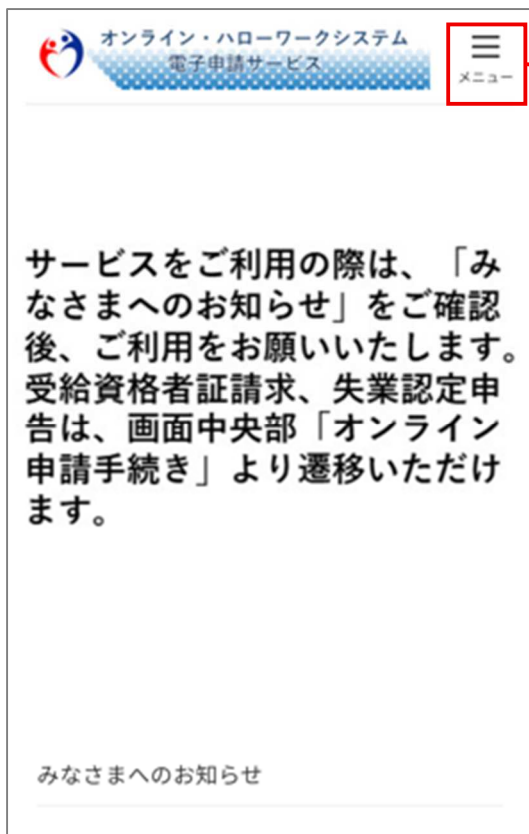 オンライン・ハローワークシステム
電子申請サービス
メニュー
サービスをご利用の際は、「み
なさまへのお知らせ」をご確認
後、ご利用をお願いいたします。
受給資格者証請求、失業認定申
告は、画面中央部「オンライン
申請手続き」より遷移いただけ
ます。
みなさまへのお知らせ